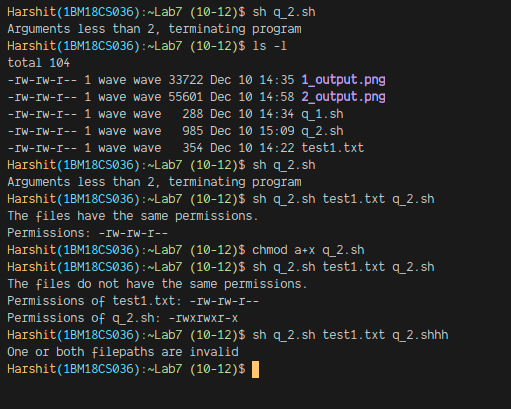 Harshit(1BM18CS036):~Lab7 (10-12)$ sh q_2.sh
Arguments less than 2, terminating program
Harshit(1BM18CS036):~Lab7 (10-12)$ ls -l
total 104
-rw-rw-r-- 1 wave wave 33722 Dec 10 14:35 1_output.png
-rw-rw-r-- 1 wave wave 55601 Dec 10 14:58 2_output.png
-rw-rw-r-- 1 wave wave   288 Dec 10 14:34 q_1.sh
-rw-rw-r-- 1 wave wave   985 Dec 10 15:09 q_2.sh
-rw-rw-r-- 1 wave wave   354 Dec 10 14:22 test1.txt
Harshit(1BM18CS036):~Lab7 (10-12)$ sh q_2.sh
Arguments less than 2, terminating program
Harshit(1BM18CS036):~Lab7 (10-12)$ sh q_2.sh test1.txt q_2.sh
The files have the same permissions.
Permissions: -rw-rw-r--
Harshit(1BM18CS036):~Lab7 (10-12)$ chmod a+x q_2.sh
Harshit(1BM18CS036):~Lab7 (10-12)$ sh q_2.sh test1.txt q_2.sh
The files do not have the same permissions.
Permissions of test1.txt: -rw-rw-r--
Permissions of q_2.sh: -rwxrwxr-x
Harshit(1BM18CS036):~Lab7 (10-12)$ sh q_2.sh test1.txt q_2.shhh
One or both filepaths are invalid
Harshit(1BM18CS036):~Lab7 (10-12)$